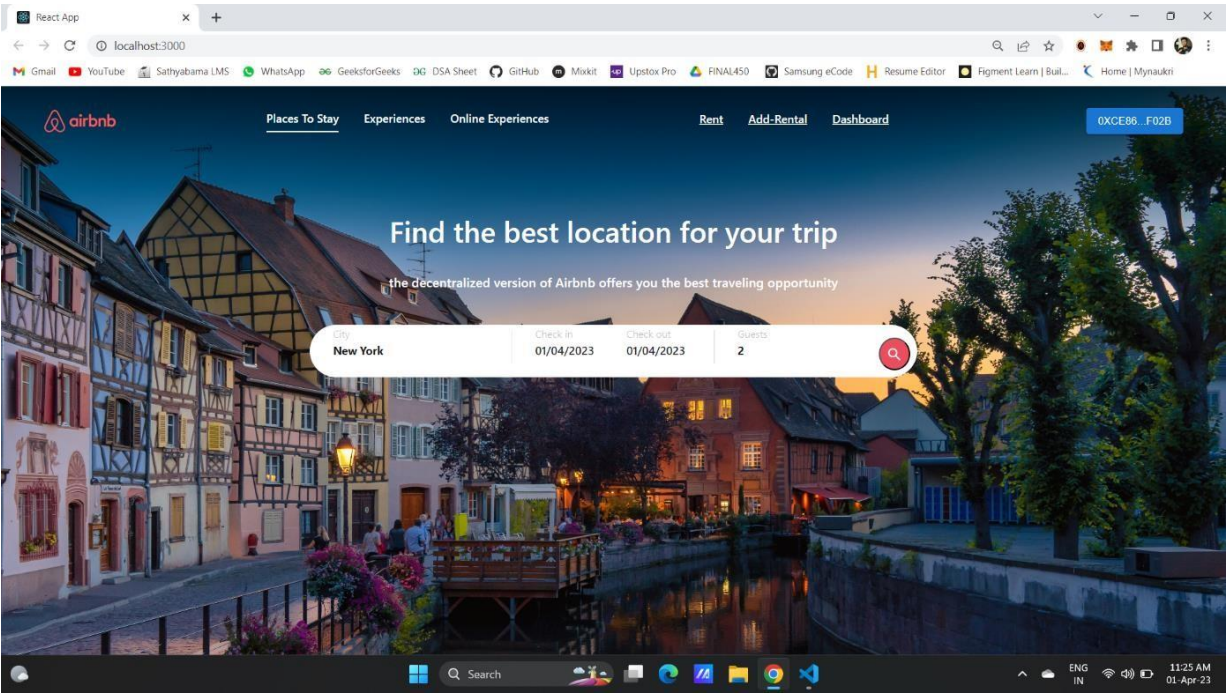 React App
localhost:3000
Gmail YouTube Sathyabama LMS WhatsApp GeeksforGeeks DSA Sheet GitHub Mixkit Upstox Pro FINAL450 Samsung eCode Resume Editor Figment Learn | Buil... Home | Mynaukri
airbnb Places To Stay Experiences Online Experiences Rent Add-Rental Dashboard 0XCE86...F02B
Find the best location for your trip
the decentralized version of Airbnb offers you the best traveling opportunity
City Check in Check out Guests
New York 01/04/2023 01/04/2023 2
Search
ENG 11:25 AM
IN 01-Apr-23